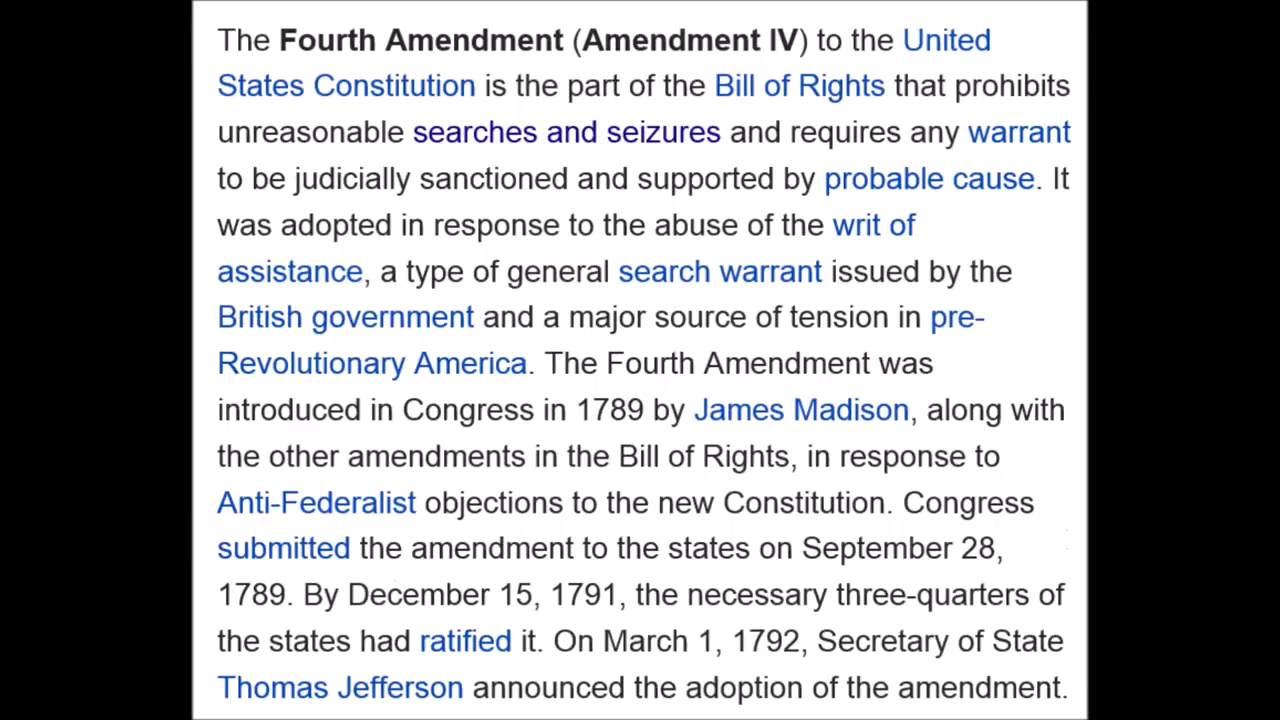 The Fourth Amendment (Amendment IV) to the United
States Constitution is the part of the Bill of Rights that prohibits
unreasonable searches and seizures and requires any warrant
to be judicially sanctioned and supported by probable cause. It
was adopted in response to the abuse of the writ of
assistance, a type of general search warrant issued by the
British government and a major source of tension in pre-
Revolutionary America. The Fourth Amendment was
introduced in Congress in 1789 by James Madison, along with
the other amendments in the Bill of Rights, in response to
Anti-Federalist objections to the new Constitution. Congress
submitted the amendment to the states on September 28,
1789. By December 15, 1791, the necessary three-quarters of
the states had ratified it. On March 1, 1792, Secretary of State
Thomas Jefferson announced the adoption of the amendment.